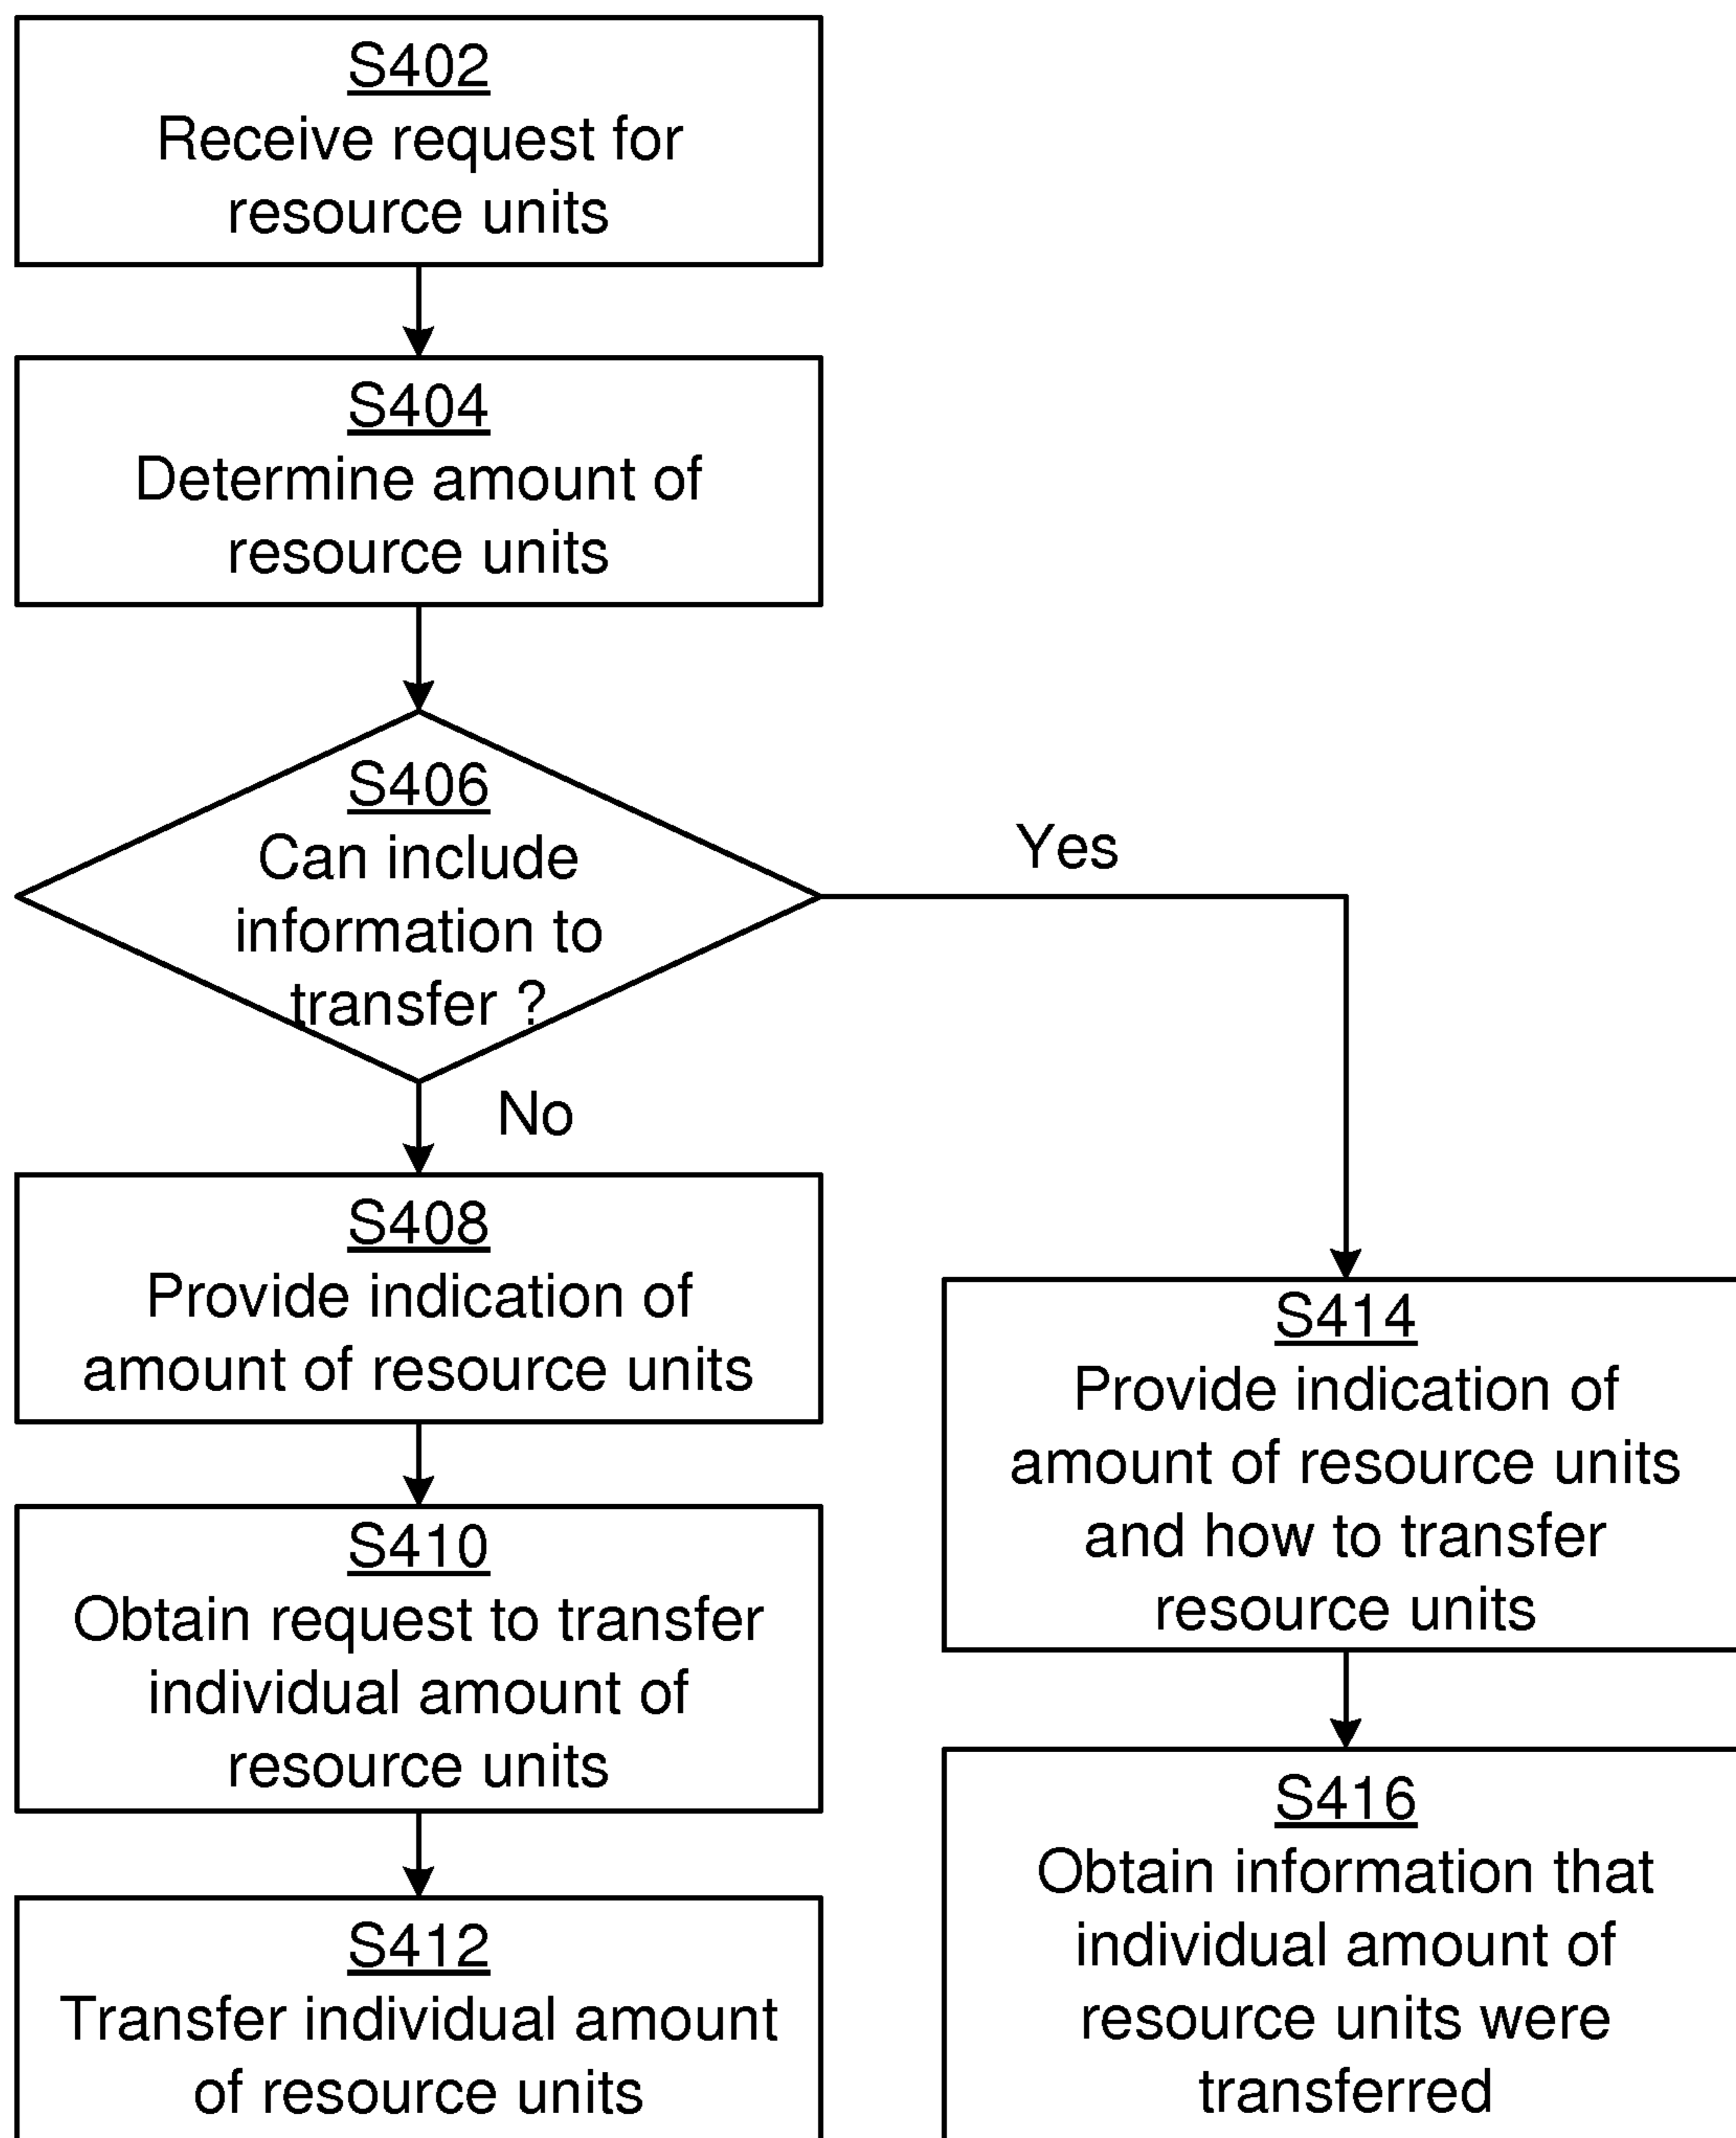 S402
Receive request for
resource units
S404
Determine amount of
resource units
S406
Can include
information to
transfer ?
Yes
No
S408
Provide indication of
amount of resource units
S410
Obtain request to transfer
individual amount of
resource units
S412
Transfer individual amount
of resource units
S414
Provide indication of
amount of resource units
and how to transfer
resource units
S416
Obtain information that
individual amount of
resource units were
transferred